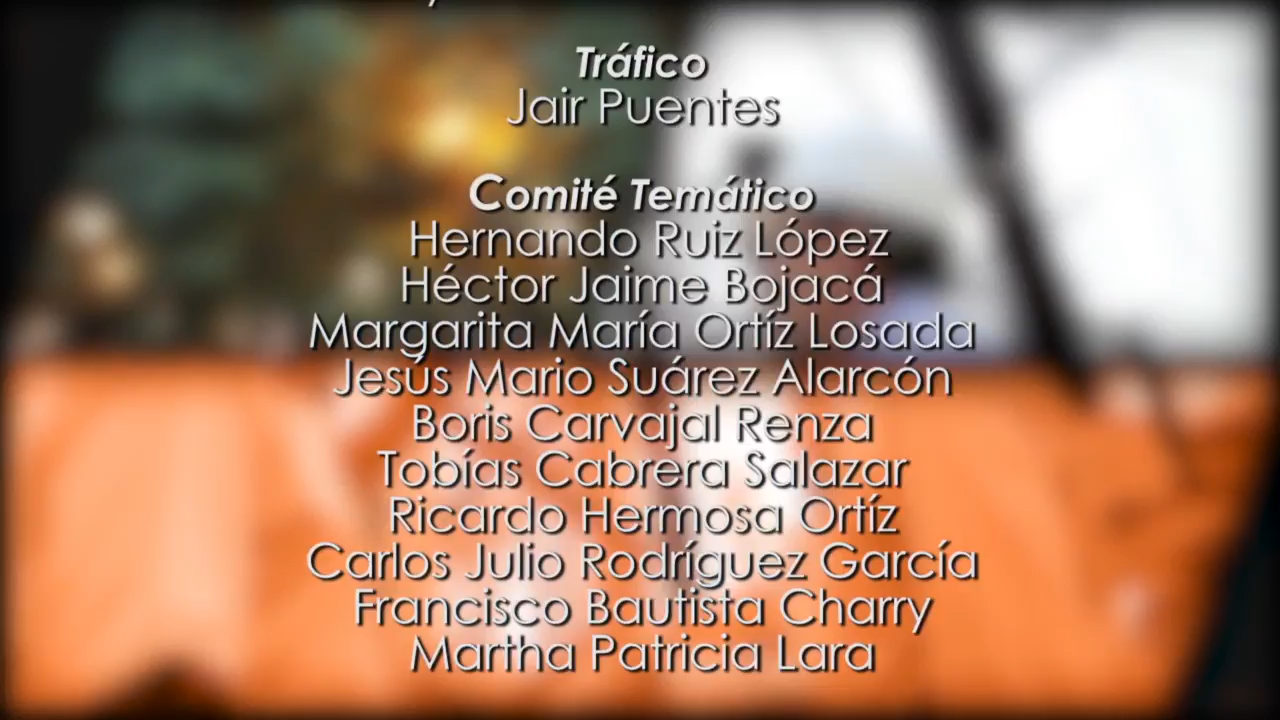 Tráfico
Jair Puentes
Comité Temático
Hernando Ruiz López
Héctor Jaime Bojacá
Margarita María Ortíz Losada
Jesús Mario Suárez Alarcón
Boris Carvajal Renza
Tobías Cabrera Salazar
Ricardo Hermosa Ortíz
Carlos Julio Rodríguez García
Francisco Bautista Charry
Martha Patricia Lara